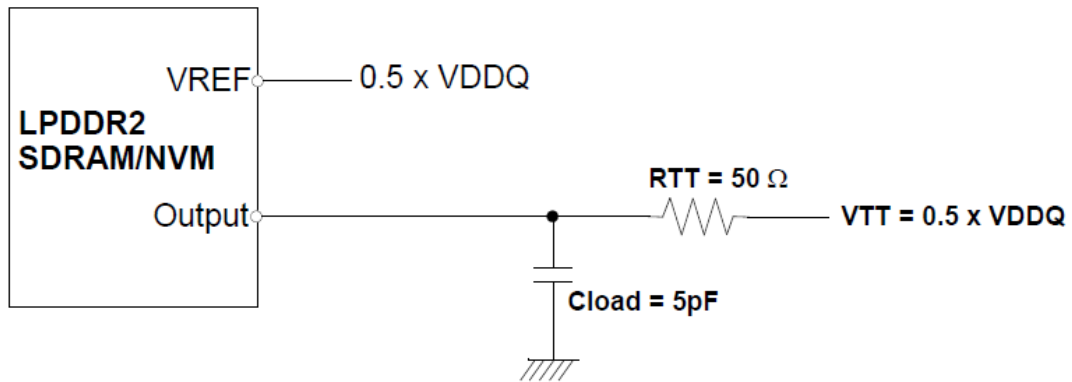 VREF
0.5 x VDDQ
LPDDR2
SDRAM/NVM
RTT = 50 Ω
Output
VTT = 0.5 x VDDQ
Cload = 5pF